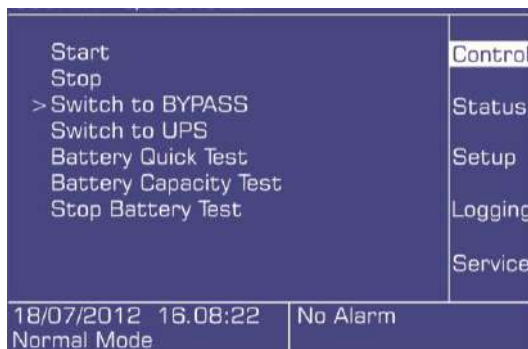 Start
Stop
> Switch to BYPASS
Switch to UPS
Battery Quick Test
Battery Capacity Test
Stop Battery Test
Control
Status
Setup
Logging
Service
18/07/2012 16.08:22
Normal Mode
No Alarm